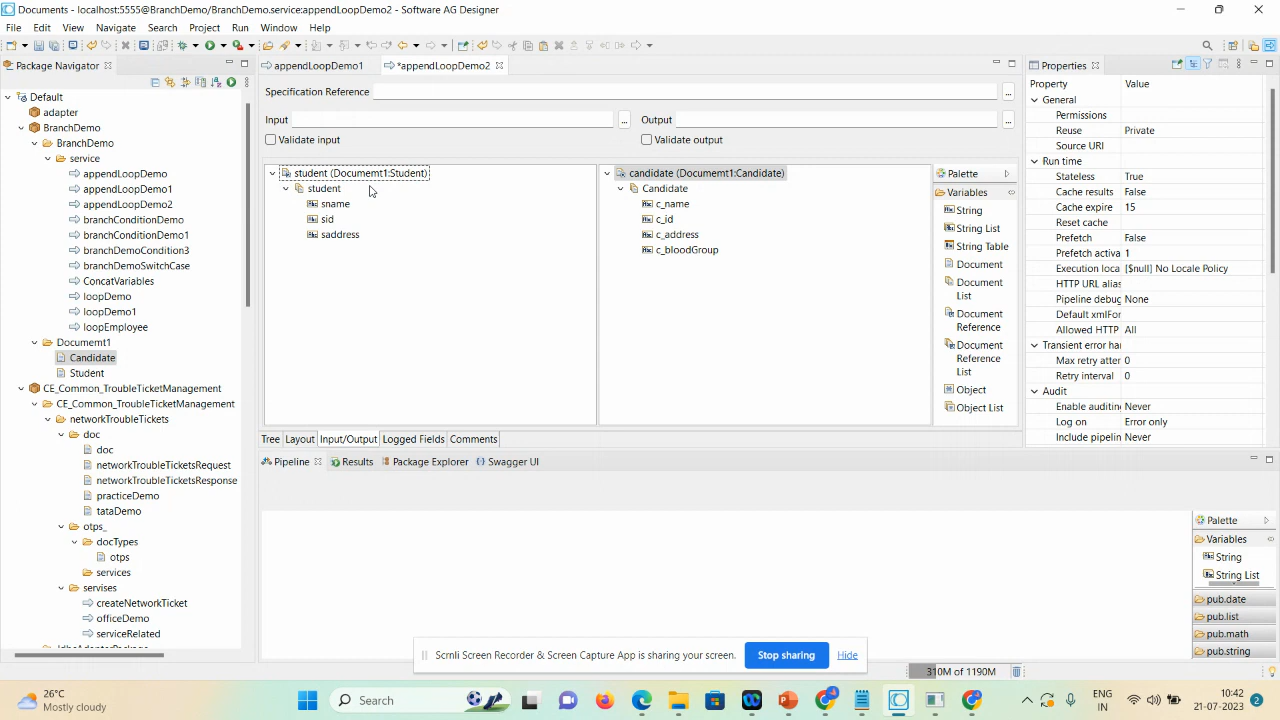 Documents - localhost:5555@BranchDemo/BranchDemo.service:appendLoopDemo2 - Software AG Designer
File Edit View Navigate Search Project Run Window Help
Package Navigator
appendLoopDemo1
*appendLoopDemo2
Properties
Specification Reference
...
Input
...
Output
...
Validate input
Validate output
Default
adapter
BranchDemo
BranchDemo
service
appendLoopDemo
appendLoopDemo1
appendLoopDemo2
branchConditionDemo
branchConditionDemo1
branchDemoCondition3
branchDemoSwitchCase
ConcatVariables
loopDemo
loopDemo1
loopEmployee
Document1
Candidate
Student
CE_Common_TroubleTicketManagement
CE_Common_TroubleTicketManagement
networkTroubleTickets
doc
doc
networkTroubleTicketsRequest
networkTroubleTicketsResponse
practiceDemo
tataDemo
otps_
docTypes
otps
services
servises
createNetworkTicket
officeDemo
serviceRelated
student (Documemt1:Student)
student
sname
sid
saddress
candidate (Documemt1:Candidate)
Candidate
c_name
c_id
c_address
c_bloodGroup
Palette
Variables
String
String List
String Table
Document
Document
List
Document
Reference
Document
Reference
List
Object
Object List
Property Value
General
Permissions
Reuse Private
Source URI
Run time
Stateless True
Cache results False
Cache expire 15
Reset cache
Prefetch False
Prefetch activa 1
Execution loca [$null] No Locale Policy
HTTP URL alias
Pipeline debug None
Default xmlFor
Allowed HTTP All
Transient error har
Max retry atter 0
Retry interval 0
Audit
Enable auditing Never
Log on Error only
Include pipelin Never
Tree Layout Input/Output Logged Fields Comments
Pipeline Results Package Explorer Swagger UI
Palette
Variables
String
String List
pub.date
pub.list
pub.math
pub.string
Scrnli Screen Recorder & Screen Capture App is sharing your screen. Stop sharing Hide
310M of 1190M
26°C
Mostly cloudy
Search
ENG
IN
10:42
21-07-2023
2